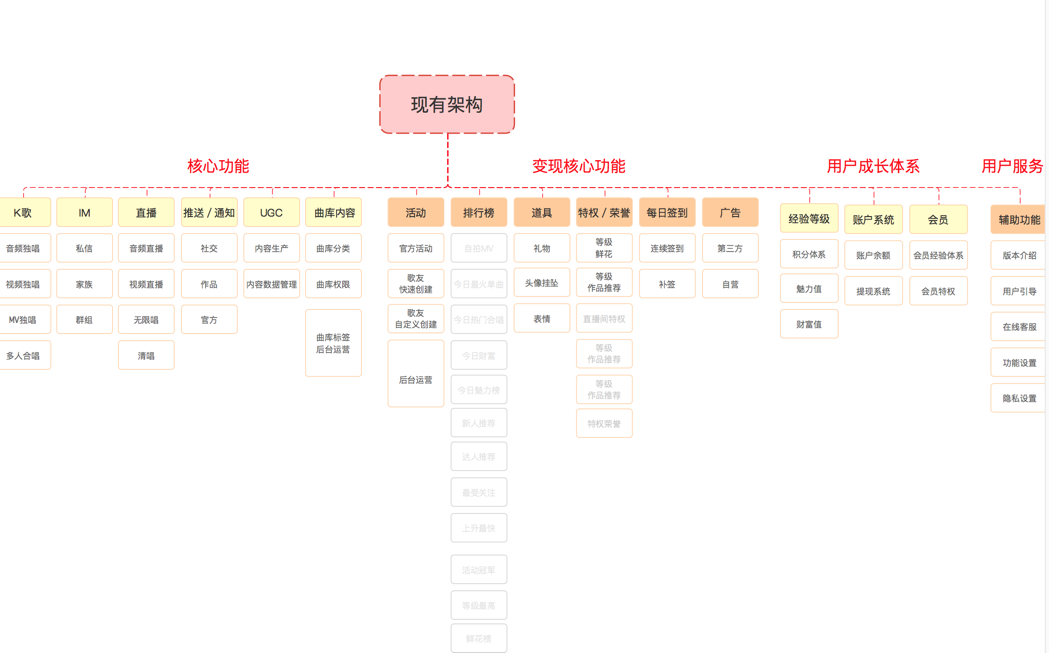 现有架构
核心功能
变现核心功能
用户成长体系
用户服务
K歌
IM
直播
推送 / 通知
UGC
曲库内容
活动
排行榜
道具
特权 / 荣誉
每日签到
广告
经验等级
账户系统
会员
辅助功能
音频独唱
视频独唱
MV独唱
多人合唱
私信
家族
群组
音频直播
视频直播
无限唱
清唱
社交
作品
官方
内容生产
内容数据管理
曲库分类
曲库权限
曲库标签
后台运营
官方活动
歌友
快速创建
歌友
自定义创建
后台运营
自拍MV
今日最火单曲
今日热门合唱
今日财富
今日魅力榜
新人推荐
达人推荐
最受关注
上升最快
活动冠军
等级最高
鲜花榜
礼物
头像挂坠
表情
等级
鲜花
等级
作品推荐
直播间特权
等级
作品推荐
等级
作品推荐
特权荣誉
连续签到
补签
第三方
自营
积分体系
魅力值
财富值
账户余额
提现系统
会员经验体系
会员特权
版本介绍
用户引导
在线客服
功能设置
隐私设置